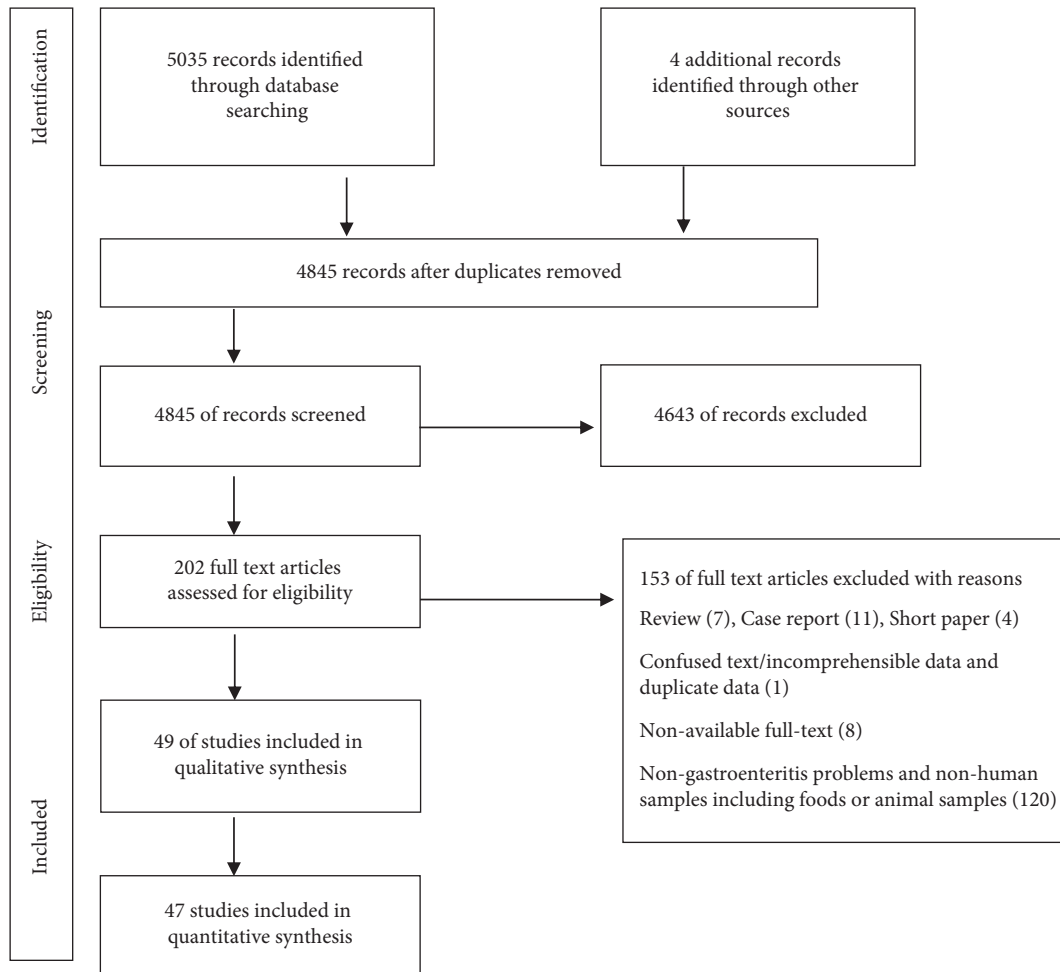 Identification
5035 records identified
through database
searching
4 additional records
identified through other
sources
4845 records after duplicates removed
Screening
4845 of records screened
4643 of records excluded
Eligibility
202 full text articles
assessed for eligibility
153 of full text articles excluded with reasons
Review (7), Case report (11), Short paper (4)
Confused text/incomprehensible data and
duplicate data (1)
Non-available full-text (8)
Non-gastroenteritis problems and non-human
samples including foods or animal samples (120)
49 of studies included in
qualitative synthesis
Included
47 studies included in
quantitative synthesis